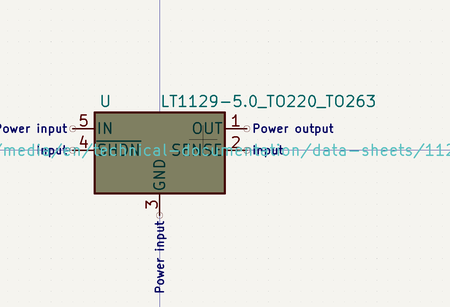 U LT1129-5.0_TO220_TO263
Power input 5 IN OUT 1 Power output
Input 4 SHDN SENSE 2 Input
/media/en/technical-documentation/data-sheets/112
GND
3
Power input